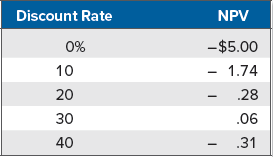 Discount Rate NPV
0% –$5.00
10 – 1.74
20 – .28
30 .06
40 – .31